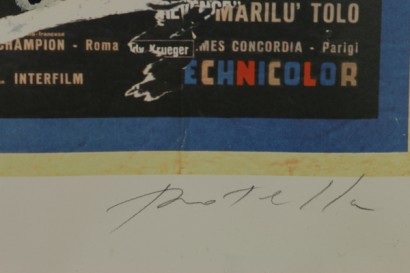 MARILU' TOLO
CHAMPION - Roma
Krueger
MES CONCORDIA - Parigi
. INTERFILM
ECHNICOLOR
Rotella